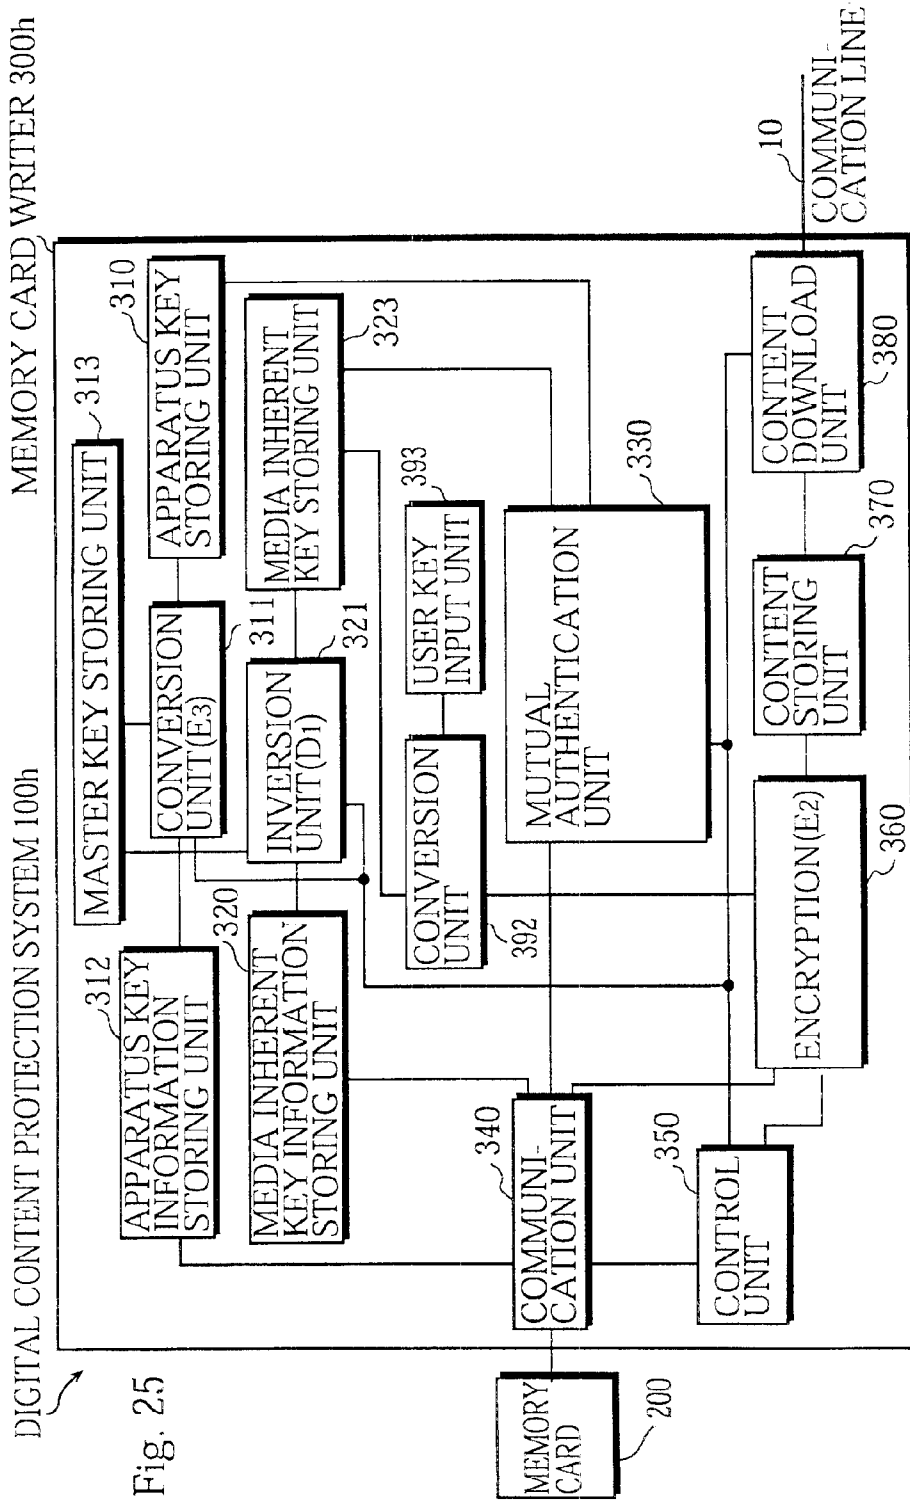 Fig. 25
DIGITAL CONTENT PROTECTION SYSTEM 100h
MEMORY CARD WRITER 300h
MASTER KEY STORING UNIT
313
312
APPARATUS KEY
INFORMATION
STORING UNIT
CONVERSION
UNIT(E3)
311
APPARATUS KEY
STORING UNIT
310
320
MEDIA INHERENT
KEY INFORMATION
STORING UNIT
INVERSION
UNIT(D1)
321
MEDIA INHERENT
KEY STORING UNIT
323
CONVERSION
UNIT
392
USER KEY
INPUT UNIT
393
MEMORY
CARD
200
340
COMMUNI-
CATION UNIT
MUTUAL
AUTHENTICATION
UNIT
330
350
CONTROL
UNIT
ENCRYPTION(E2)
360
CONTENT
STORING
UNIT
370
CONTENT
DOWNLOAD
UNIT
380
10
COMMUNI-
CATION LINE